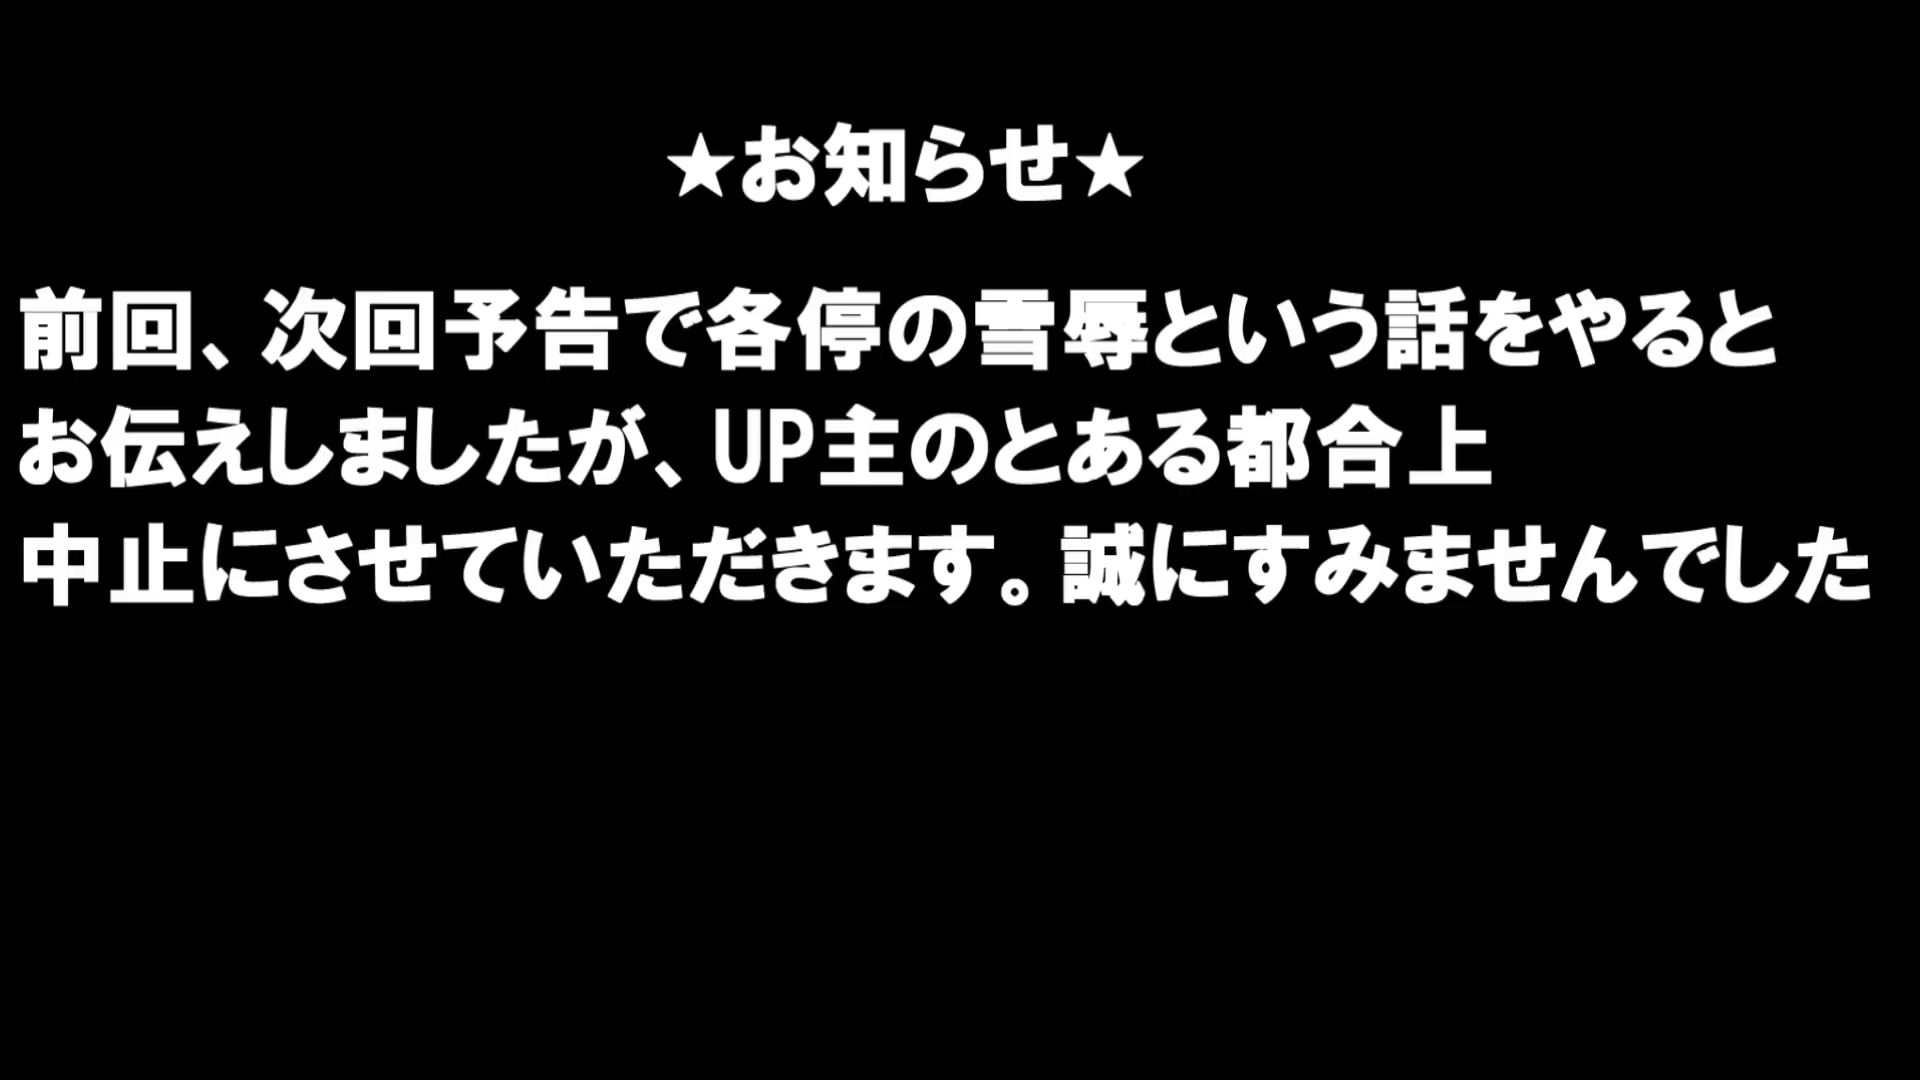 ★お知らせ★
前回、次回予告で各停の雪辱という話をやると
お伝えしましたが、UP主のとある都合上
中止にさせていただきます。誠にすみませんでした